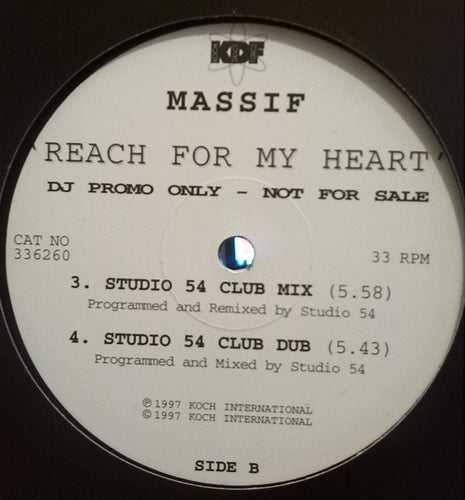 KDF
MASSIF
'REACH FOR MY HEART'
DJ PROMO ONLY - NOT FOR SALE
CAT NO
336260
33 RPM
3. STUDIO 54 CLUB MIX (5.58)
Programmed and Remixed by Studio 54
4. STUDIO 54 CLUB DUB (5.43)
Programmed and Mixed by Studio 54
℗1997 KOCH INTERNATIONAL
©1997 KOCH INTERNATIONAL
SIDE B